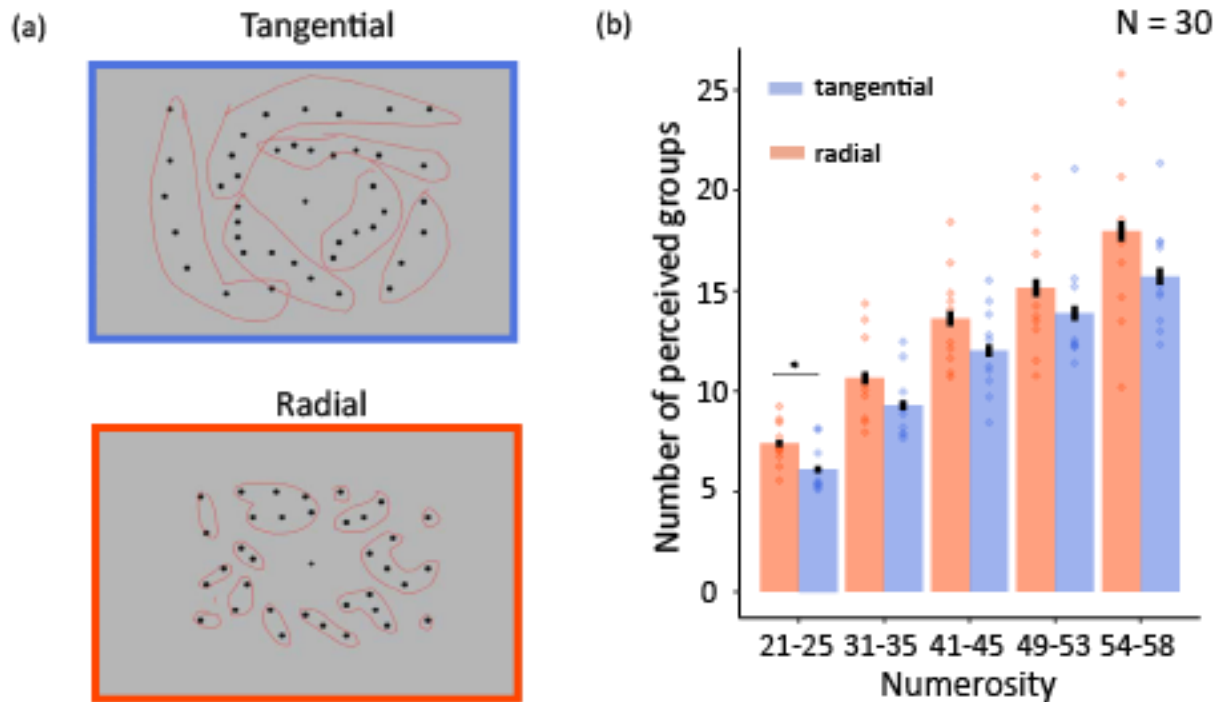 (a)
Tangential
Radial
(b)
N = 30
Number of perceived groups
25
20
15
10
5
0
tangential
radial
*
21-25 31-35 41-45 49-53 54-58
Numerosity